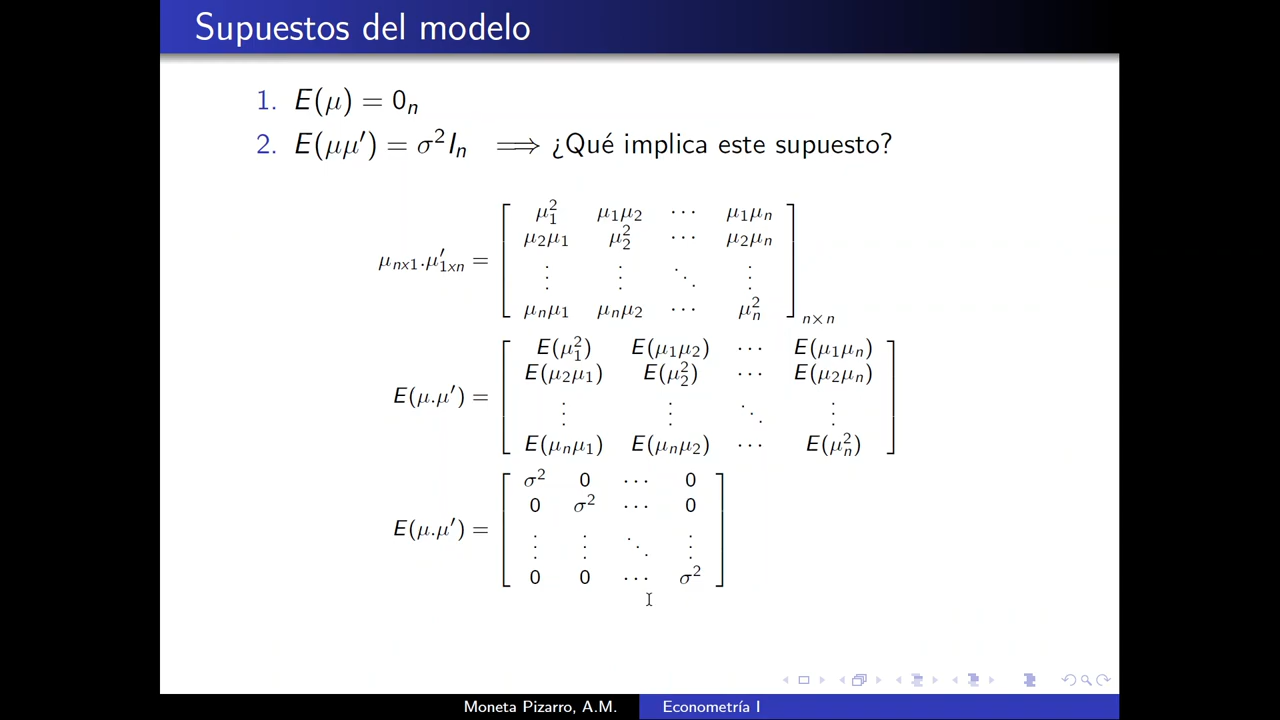 Supuestos del modelo
1. E(μ) = 0ₙ
2. E(μμ′) = σ²Iₙ ⟹ ¿Qué implica este supuesto?
μₙₓ₁.μ′₁ₓₙ = [ μ₁² μ₁μ₂ ⋯ μ₁μₙ
μ₂μ₁ μ₂² ⋯ μ₂μₙ
⋮ ⋮ ⋱ ⋮
μₙμ₁ μₙμ₂ ⋯ μₙ² ] n×n
E(μ.μ′) = [ E(μ₁²) E(μ₁μ₂) ⋯ E(μ₁μₙ)
E(μ₂μ₁) E(μ₂²) ⋯ E(μ₂μₙ)
⋮ ⋮ ⋱ ⋮
E(μₙμ₁) E(μₙμ₂) ⋯ E(μₙ²) ]
E(μ.μ′) = [ σ² 0 ⋯ 0
0 σ² ⋯ 0
⋮ ⋮ ⋱ ⋮
0 0 ⋯ σ² ]
Moneta Pizarro, A.M. Econometría I